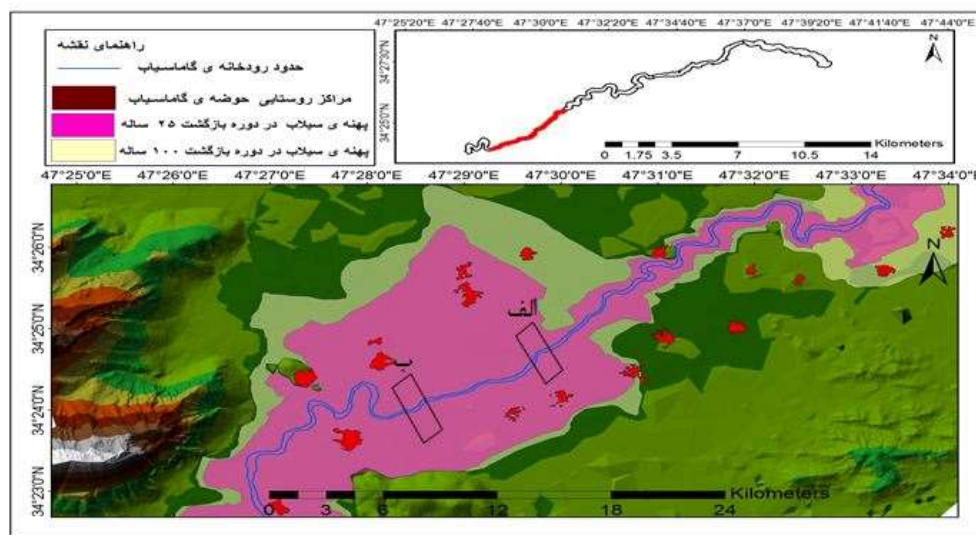 47°25'20"E 47°27'40"E 47°30'0"E 47°32'20"E 47°34'40"E 47°37'0"E 47°39'20"E 47°41'40"E 47°44'0"E
راهنمای نقشه
حدود رودخانه ی گاماسیاب
مراکز روستایی حوضه ی گاماسیاب
پهنه ی سیلاب در دوره بازگشت ۲۵ ساله
پهنه ی سیلاب در دوره بازگشت ۱۰۰ ساله
34°27'30"N
34°25'0"N
N
Kilometers
0 1.75 3.5 7 10.5 14
47°25'0"E 47°26'0"E 47°27'0"E 47°28'0"E 47°29'0"E 47°30'0"E 47°31'0"E 47°32'0"E 47°33'0"E 47°34'0"E
34°26'0"N
34°25'0"N
34°24'0"N
34°23'0"N
N
الف
ب
Kilometers
0 3 6 12 18 24